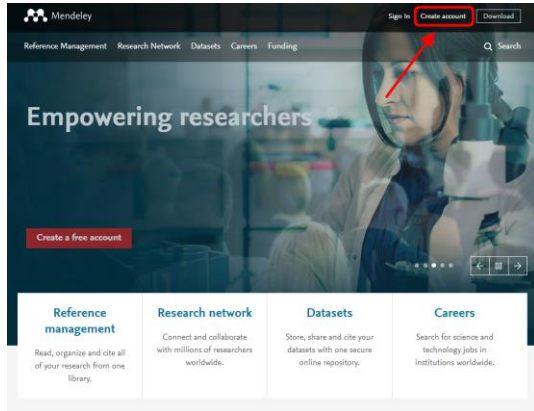 Mendeley
Sign In Create account Download
Reference Management Research Network Datasets Careers Funding
Search
Empowering researchers
Create a free account
Reference management
Read, organize and cite all
of your research from one
library.
Research network
Connect and collaborate
with millions of researchers
worldwide.
Datasets
Store, share and cite your
datasets with one secure
online repository.
Careers
Search for science and
technology jobs in
institutions worldwide.